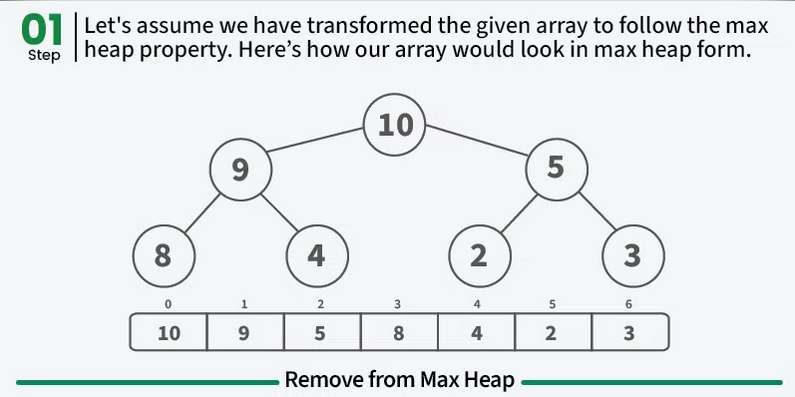 01
Step
Let's assume we have transformed the given array to follow the max
heap property. Here’s how our array would look in max heap form.
10
9
5
8
4
2
3
0 1 2 3 4 5 6
10 9 5 8 4 2 3
Remove from Max Heap